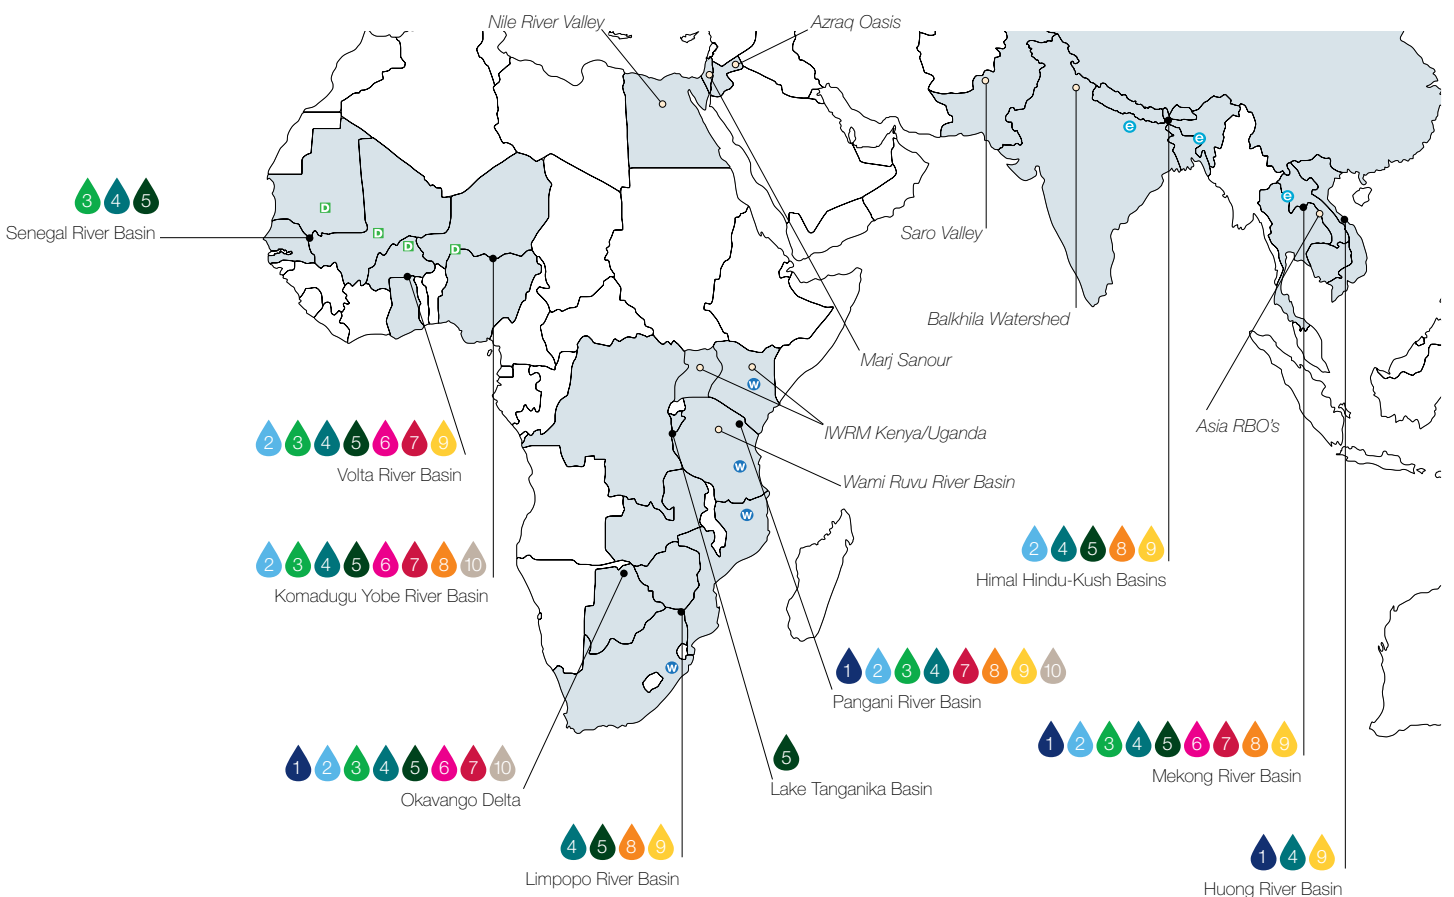 Nile River Valley
Azraq Oasis
3 4 5
Senegal River Basin
D
D
D
D
e
e
e
Saro Valley
Balkhila Watershed
Marj Sanour
Asia RBO's
IWRM Kenya/Uganda
Wami Ruvu River Basin
w
w
w
w
2 3 4 5 6 7 9
Volta River Basin
2 3 4 5 6 7 8 10
Komadugu Yobe River Basin
2 4 5 8 9
Himal Hindu-Kush Basins
1 2 3 4 7 8 9 10
Pangani River Basin
1 2 3 4 5 6 7 8 9
Mekong River Basin
1 2 3 4 5 6 7 10
Okavango Delta
5
Lake Tanganika Basin
4 5 8 9
Limpopo River Basin
1 4 9
Huong River Basin